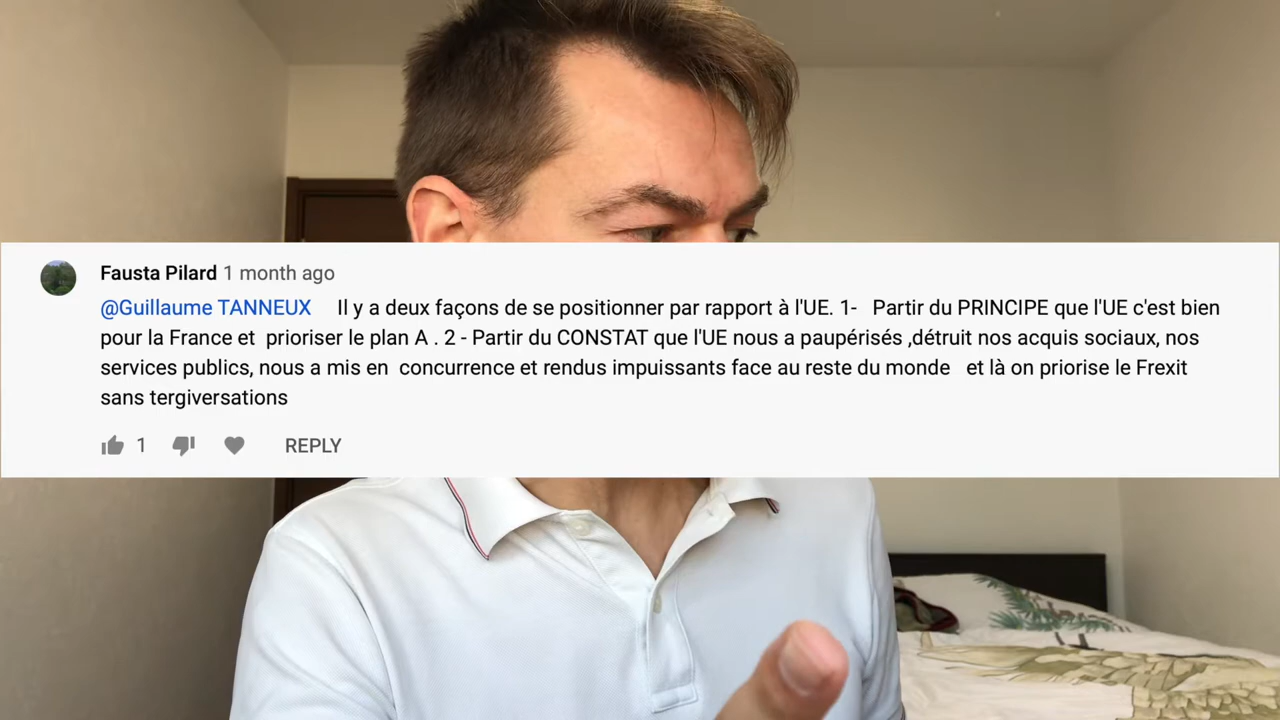 Fausta Pilard 1 month ago
@Guillaume TANNEUX Il y a deux façons de se positionner par rapport à l'UE. 1- Partir du PRINCIPE que l'UE c'est bien
pour la France et prioriser le plan A . 2 - Partir du CONSTAT que l'UE nous a paupérisés ,détruit nos acquis sociaux, nos
services publics, nous a mis en concurrence et rendus impuissants face au reste du monde et là on priorise le Frexit
sans tergiversations
1 REPLY